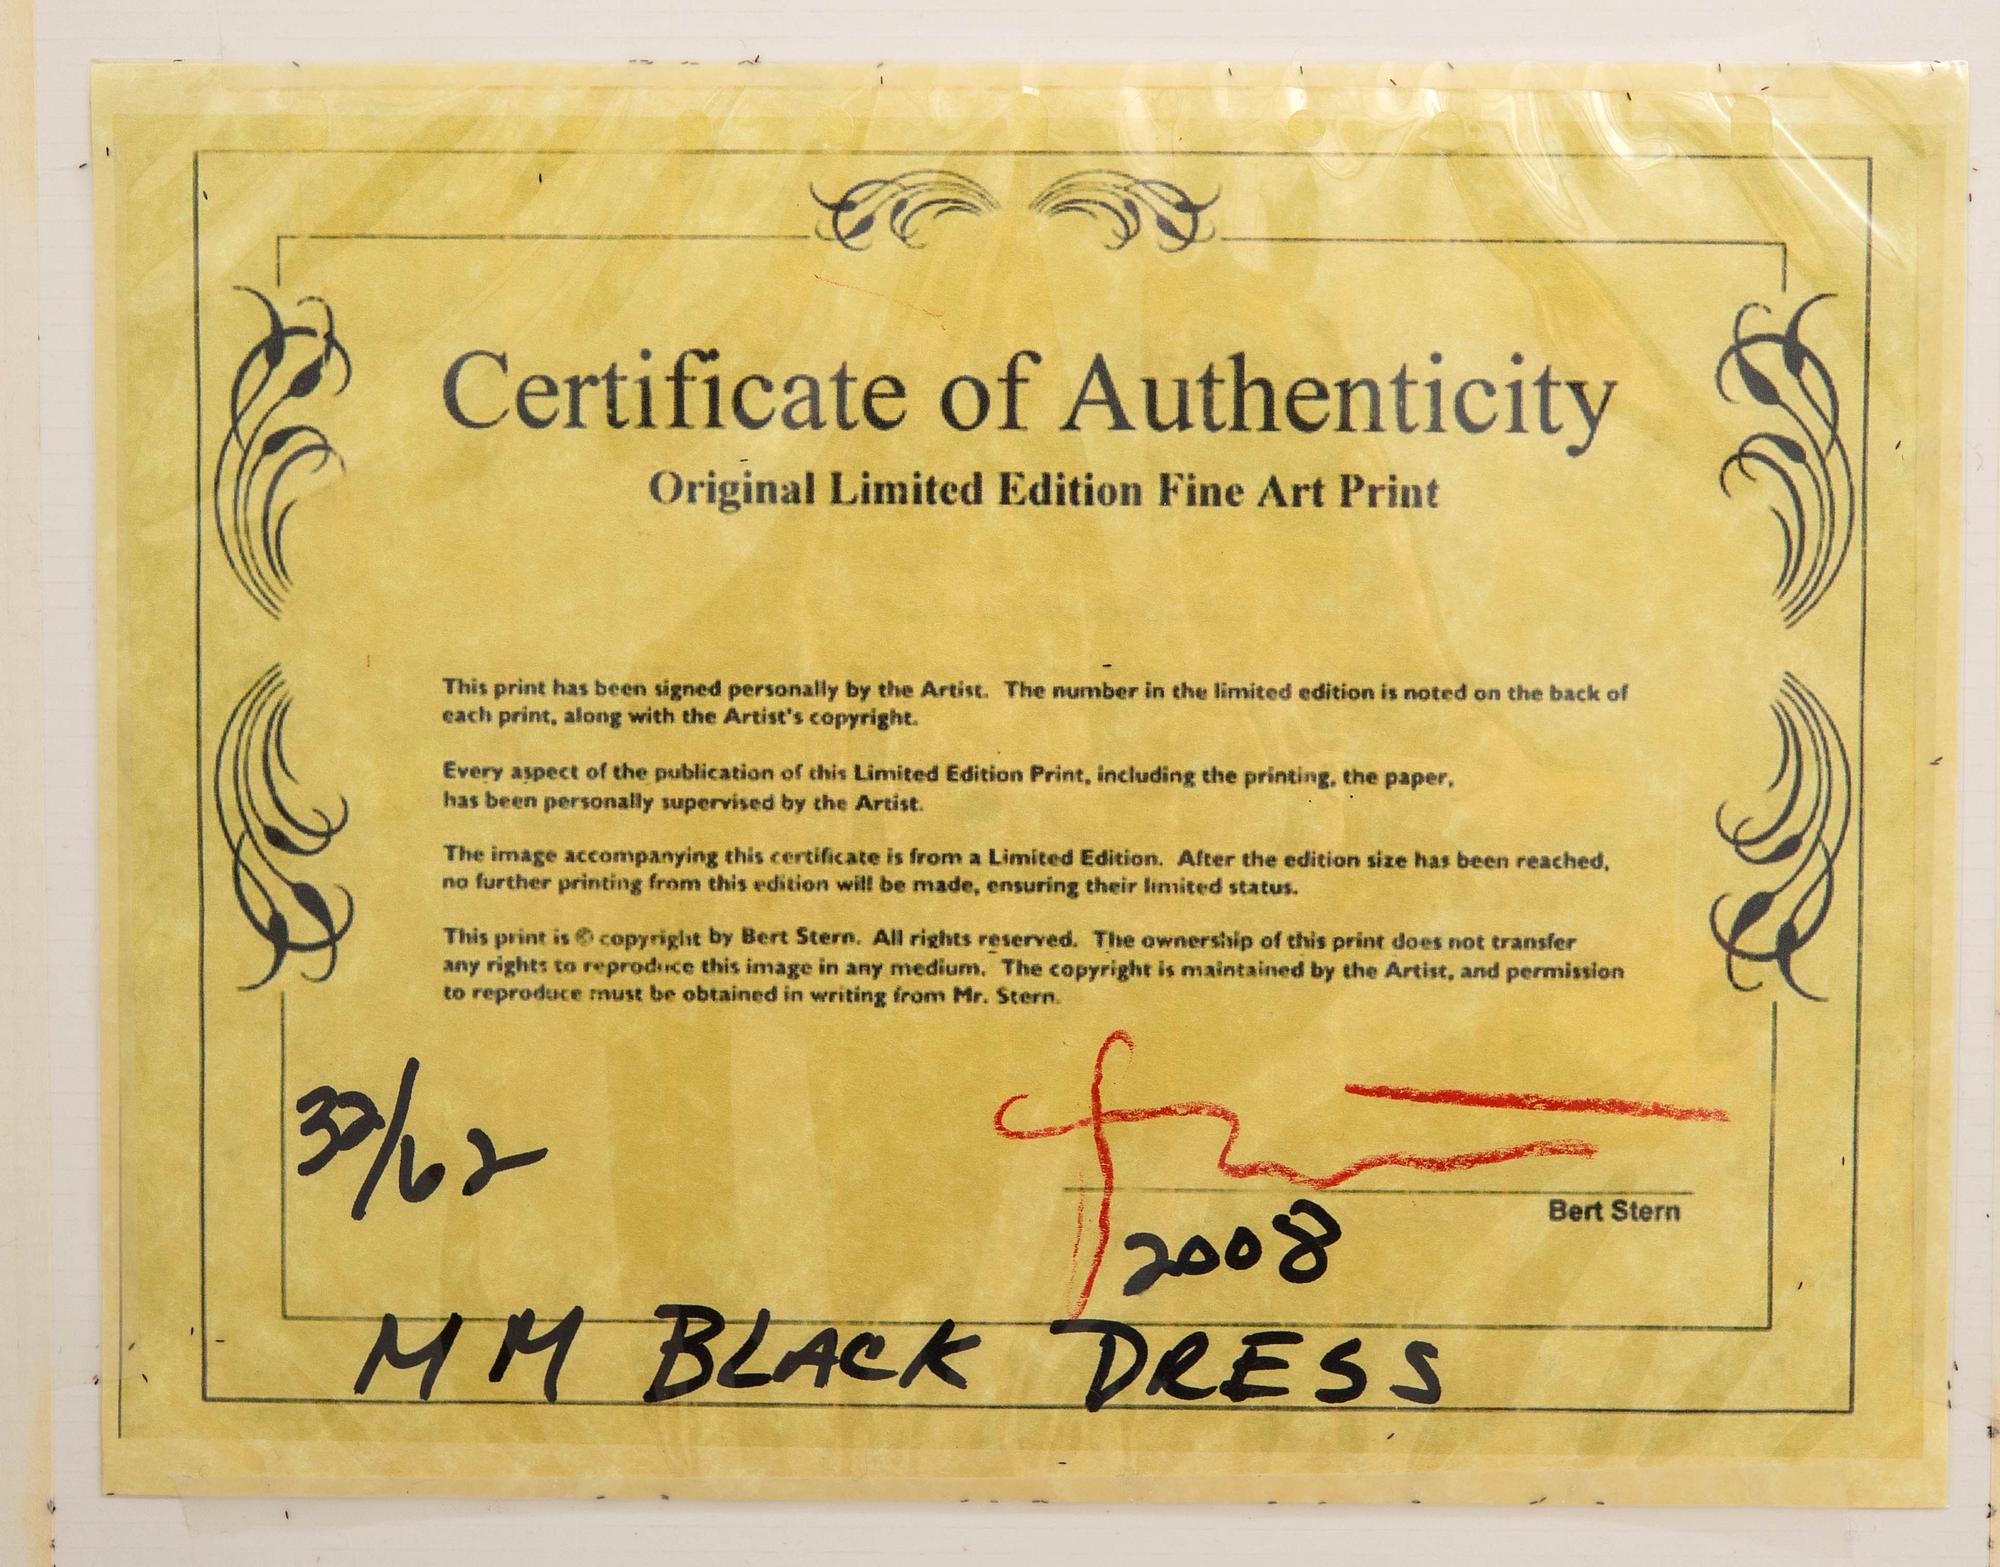 Certificate of Authenticity
Original Limited Edition Fine Art Print
This print has been signed personally by the Artist. The number in the limited edition is noted on the back of
each print, along with the Artist's copyright.
Every aspect of the publication of this Limited Edition Print, including the printing, the paper,
has been personally supervised by the Artist.
The image accompanying this certificate is from a Limited Edition. After the edition size has been reached,
no further printing from this edition will be made, ensuring their limited status.
This print is © copyright by Bert Stern. All rights reserved. The ownership of this print does not transfer
any rights to reproduce this image in any medium. The copyright is maintained by the Artist, and permission
to reproduce must be obtained in writing from Mr. Stern.
32/62
Bert Stern
2008
MM BLACK DRESS